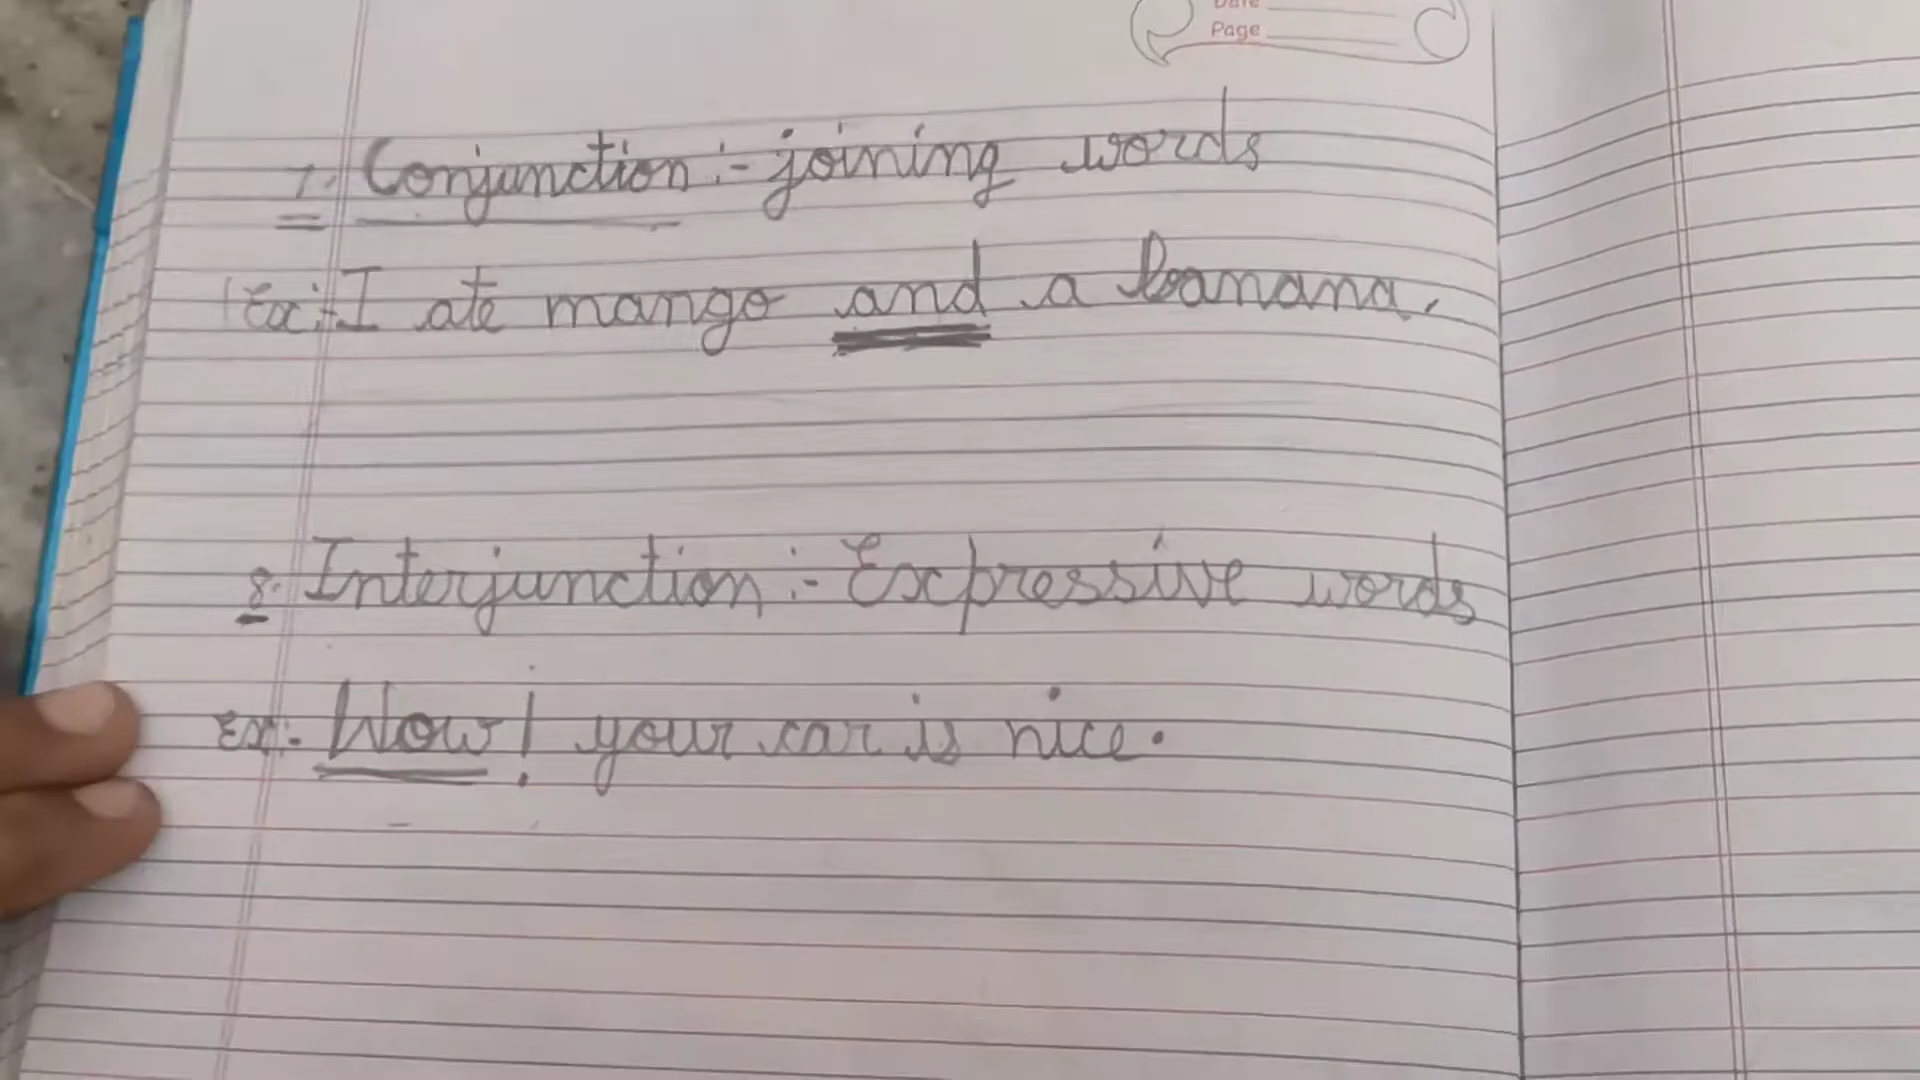 Date
Page
7. Conjunction :- joining words
Ex:- I ate mango and a banana.
8. Interjunction :- Expressive words
Ex:- Wow! your car is nice.